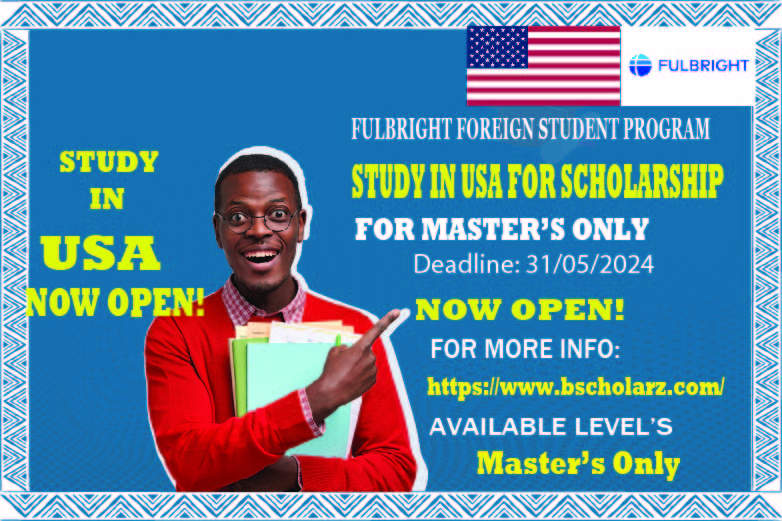 FULBRIGHT
FULBRIGHT FOREIGN STUDENT PROGRAM
STUDY IN USA FOR SCHOLARSHIP
FOR MASTER'S ONLY
Deadline: 31/05/2024
STUDY
IN
USA
NOW OPEN!
NOW OPEN!
FOR MORE INFO:
https://www.bscholarz.com/
AVAILABLE LEVEL'S
Master's Only